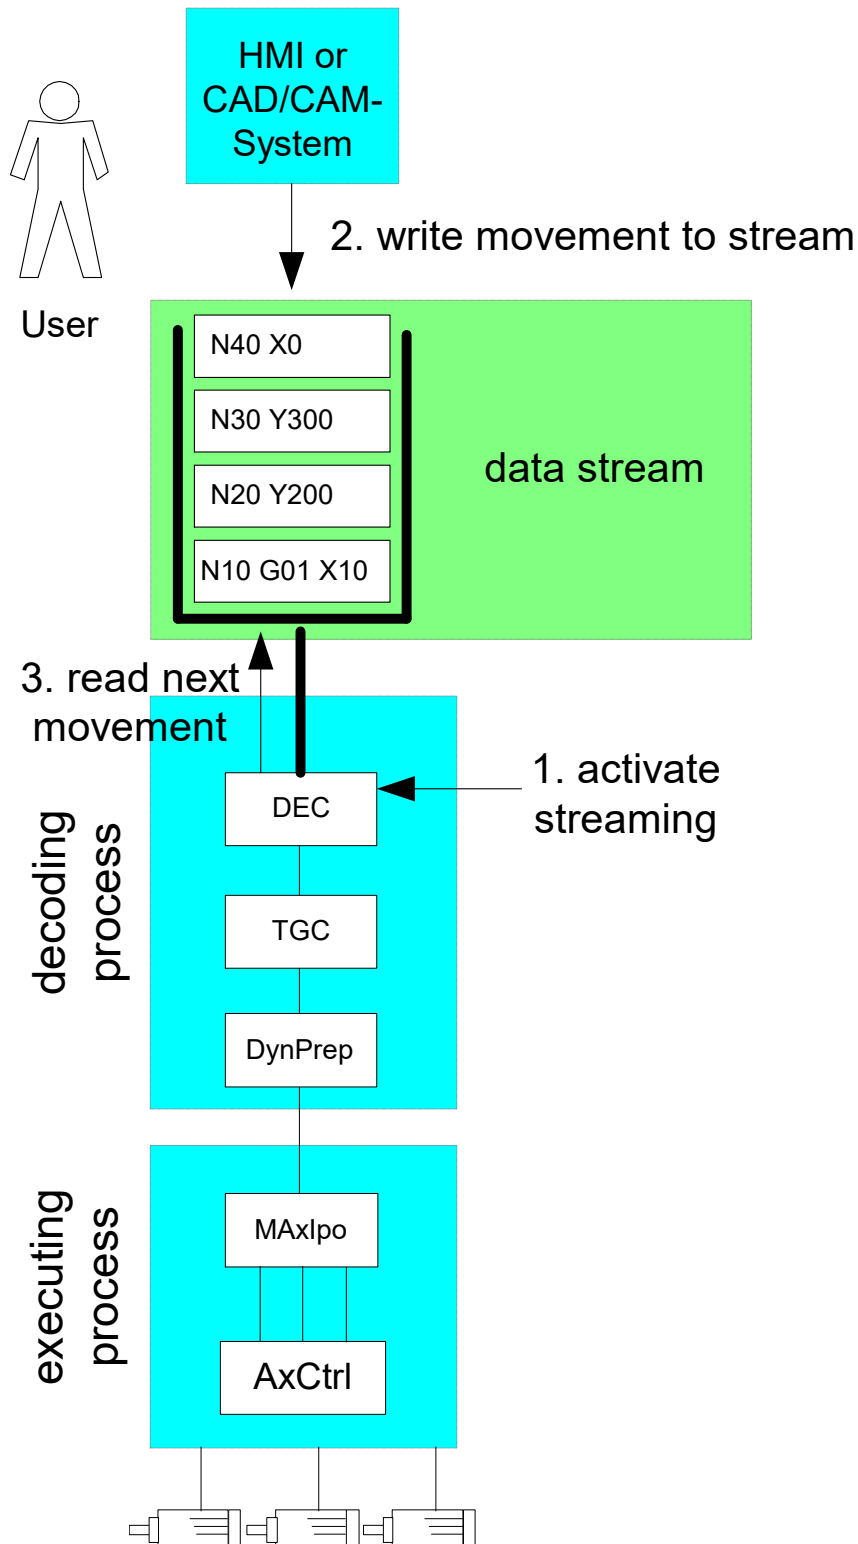 HMI or
CAD/CAM-
System
2. write movement to stream
User
N40 X0
N30 Y300
data stream
N20 Y200
N10 G01 X10
3. read next
movement
1. activate
streaming
DEC
decoding
process
TGC
DynPrep
executing
process
MAxIpo
AxCtrl